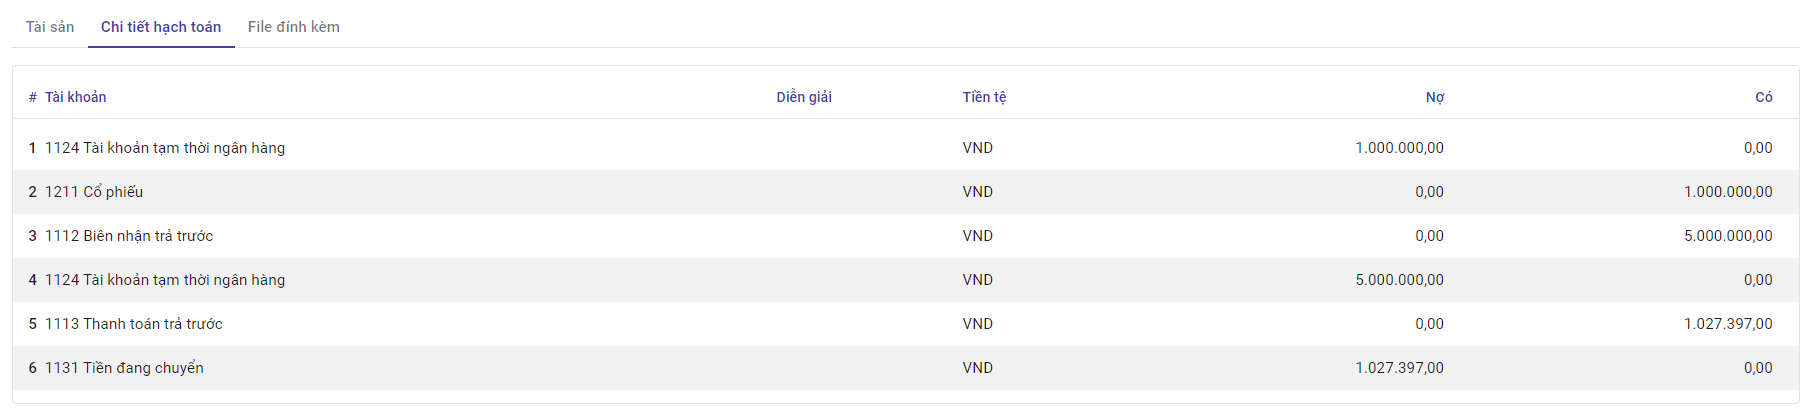 Tài sản Chi tiết hạch toán File đính kèm
# Tài khoản Diễn giải Tiền tệ Nợ Có
1 1124 Tài khoản tạm thời ngân hàng VND 1.000.000,00 0,00
2 1211 Cổ phiếu VND 0,00 1.000.000,00
3 1112 Biên nhận trả trước VND 0,00 5.000.000,00
4 1124 Tài khoản tạm thời ngân hàng VND 5.000.000,00 0,00
5 1113 Thanh toán trả trước VND 0,00 1.027.397,00
6 1131 Tiền đang chuyển VND 1.027.397,00 0,00